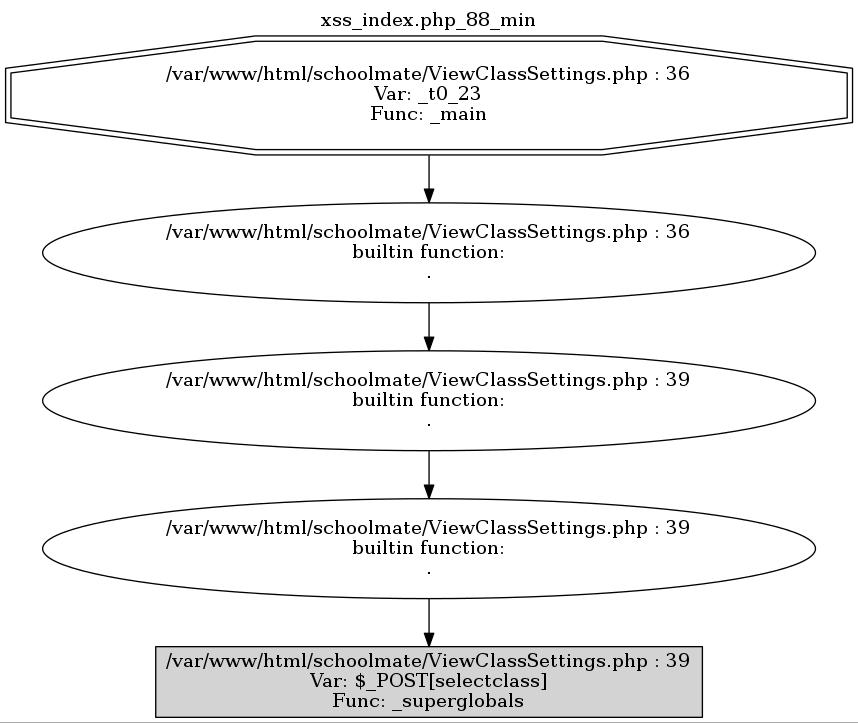 xss_index.php_88_min
/var/www/html/schoolmate/ViewClassSettings.php : 36
Var: _t0_23
Func: _main
/var/www/html/schoolmate/ViewClassSettings.php : 36
builtin function:
.
/var/www/html/schoolmate/ViewClassSettings.php : 39
builtin function:
.
/var/www/html/schoolmate/ViewClassSettings.php : 39
builtin function:
.
/var/www/html/schoolmate/ViewClassSettings.php : 39
Var: $_POST[selectclass]
Func: _superglobals